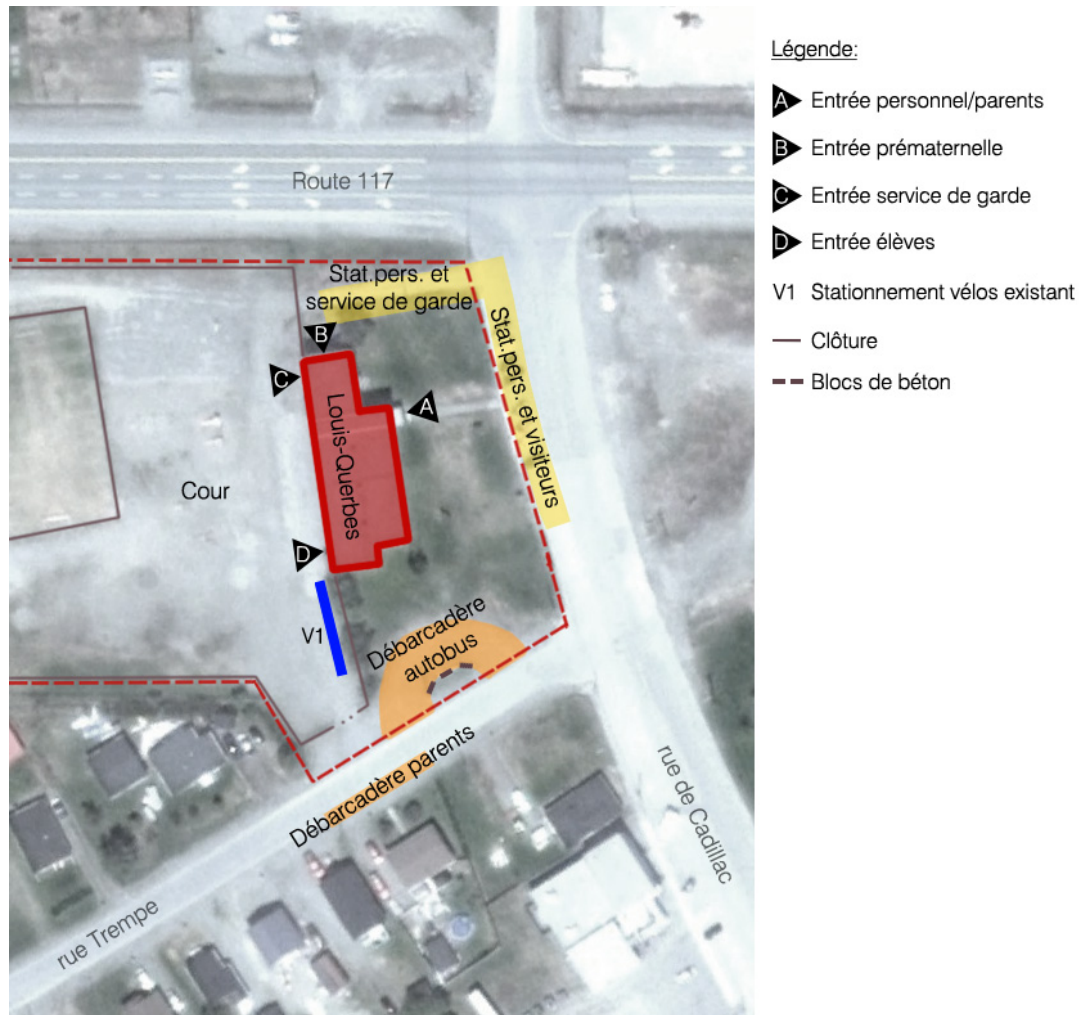 Légende:
A Entrée personnel/parents
B Entrée prématernelle
C Entrée service de garde
D Entrée élèves
V1 Stationnement vélos existant
Clôture
Blocs de béton
Route 117
Stat.pers. et
service de garde
Stat.pers. et visiteurs
B
C
A
Louis-Querbes
Cour
D
V1
Débarcadère
autobus
Débarcadère parents
rue de Cadillac
rue Trempe